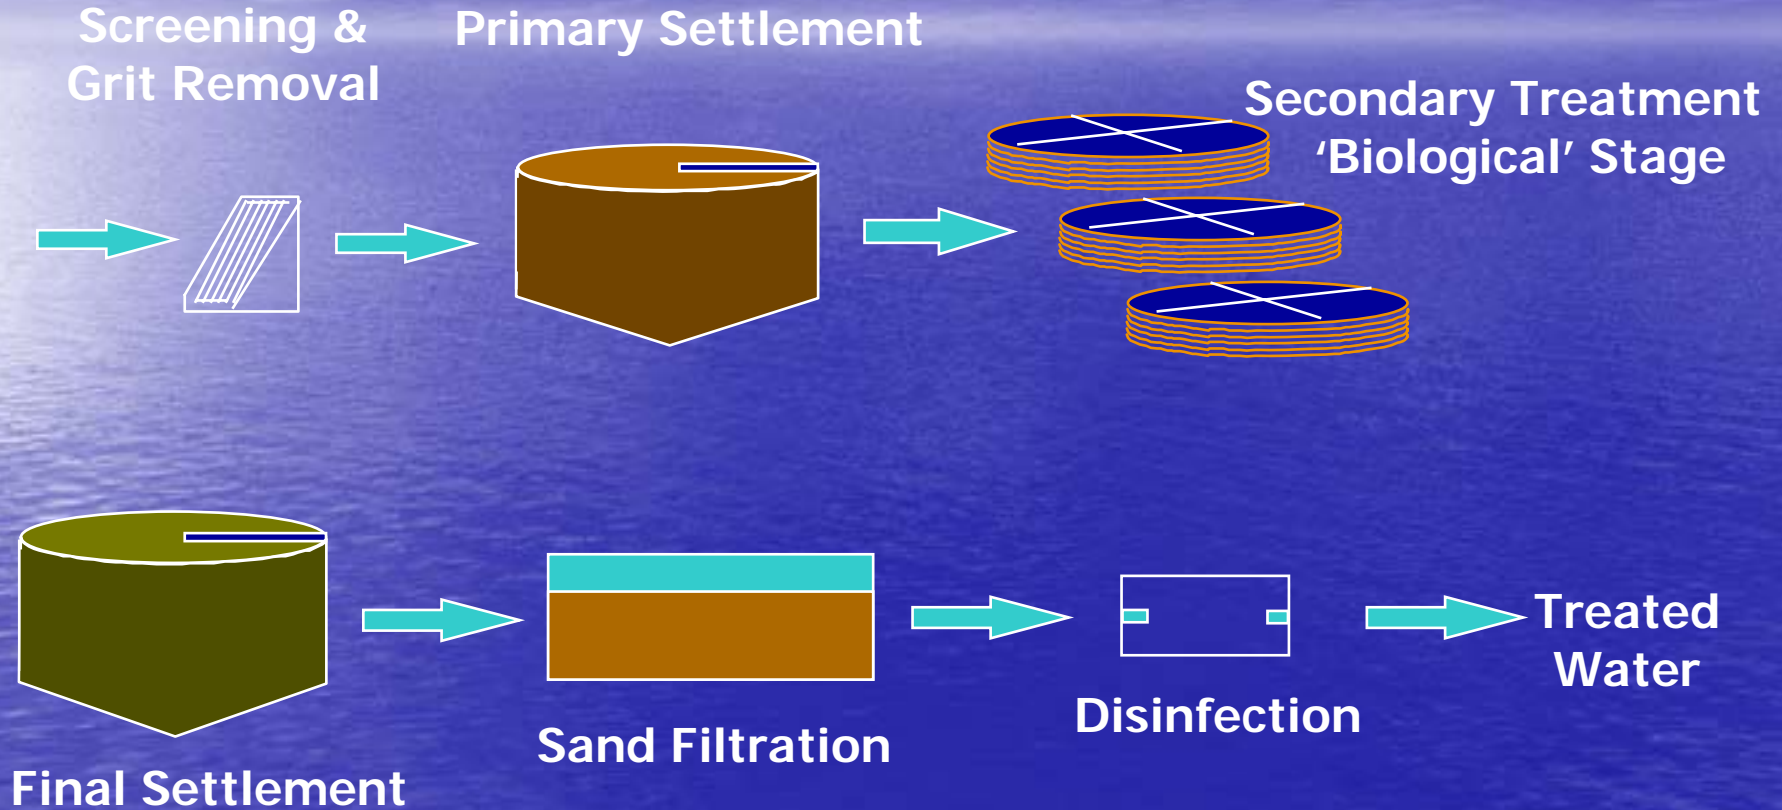 Screening &
Grit Removal
Primary Settlement
Secondary Treatment
‘Biological’ Stage
Final Settlement
Sand Filtration
Disinfection
Treated
Water